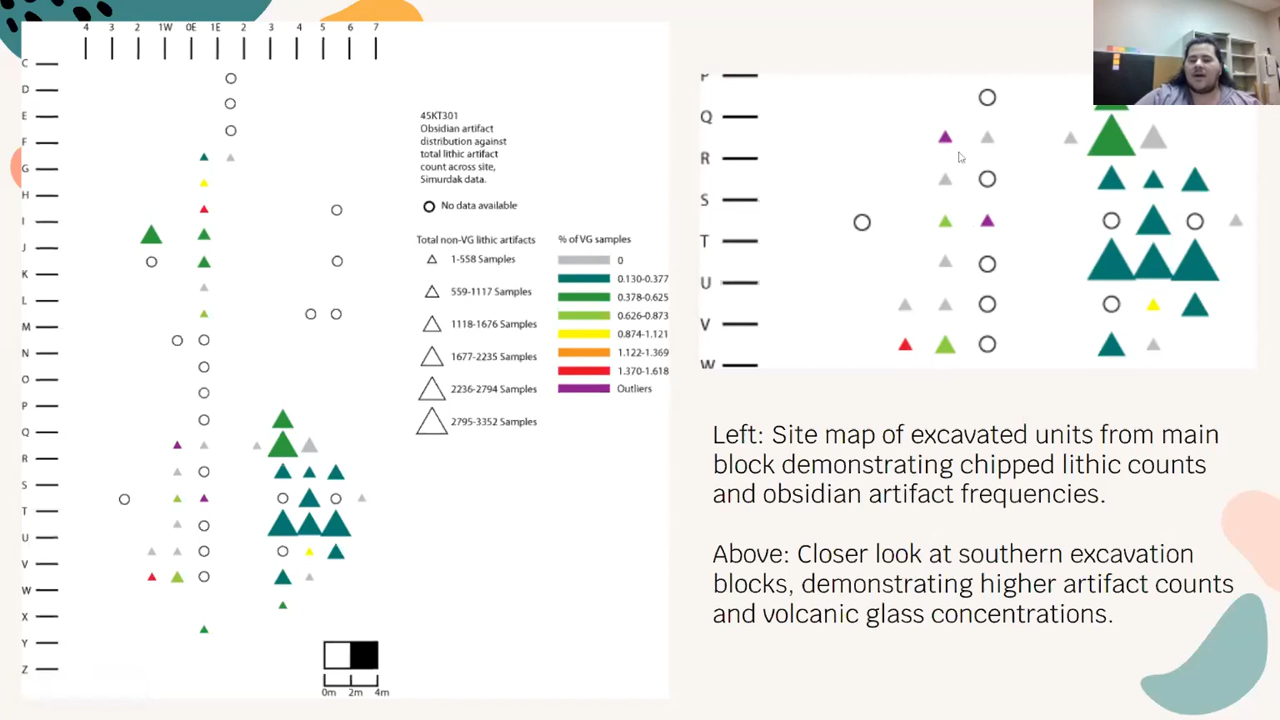 4 3 2 1W 0E 1E 2 3 4 5 6 7
C
D
E
F
G
H
I
J
K
L
M
N
O
P
Q
R
S
T
U
V
W
X
Y
Z
45KT301
Obsidian artifact
distribution against
total lithic artifact
count across site,
Simurdak data.
No data available
Total non-VG lithic artifacts
1-558 Samples
559-1117 Samples
1118-1676 Samples
1677-2235 Samples
2236-2794 Samples
2795-3352 Samples
% of VG samples
0
0.130-0.377
0.378-0.625
0.626-0.873
0.874-1.121
1.122-1.369
1.370-1.618
Outliers
0m 2m 4m
P
Q
R
S
T
U
V
W
Left: Site map of excavated units from main
block demonstrating chipped lithic counts
and obsidian artifact frequencies.
Above: Closer look at southern excavation
blocks, demonstrating higher artifact counts
and volcanic glass concentrations.